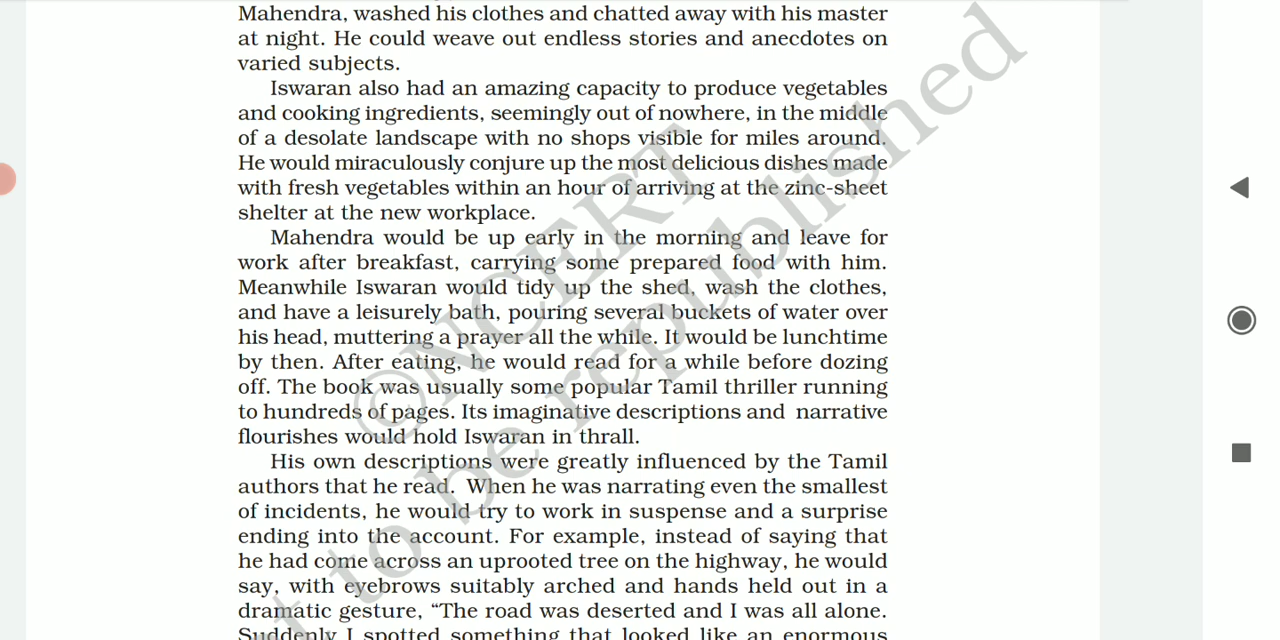 Mahendra, washed his clothes and chatted away with his master
at night. He could weave out endless stories and anecdotes on
varied subjects.
Iswaran also had an amazing capacity to produce vegetables
and cooking ingredients, seemingly out of nowhere, in the middle
of a desolate landscape with no shops visible for miles around.
He would miraculously conjure up the most delicious dishes made
with fresh vegetables within an hour of arriving at the zinc-sheet
shelter at the new workplace.
Mahendra would be up early in the morning and leave for
work after breakfast, carrying some prepared food with him.
Meanwhile Iswaran would tidy up the shed, wash the clothes,
and have a leisurely bath, pouring several buckets of water over
his head, muttering a prayer all the while. It would be lunchtime
by then. After eating, he would read for a while before dozing
off. The book was usually some popular Tamil thriller running
to hundreds of pages. Its imaginative descriptions and narrative
flourishes would hold Iswaran in thrall.
His own descriptions were greatly influenced by the Tamil
authors that he read. When he was narrating even the smallest
of incidents, he would try to work in suspense and a surprise
ending into the account. For example, instead of saying that
he had come across an uprooted tree on the highway, he would
say, with eyebrows suitably arched and hands held out in a
dramatic gesture, “The road was deserted and I was all alone.
Suddenly I spotted something that looked like an enormous
©NCERT
to be republished